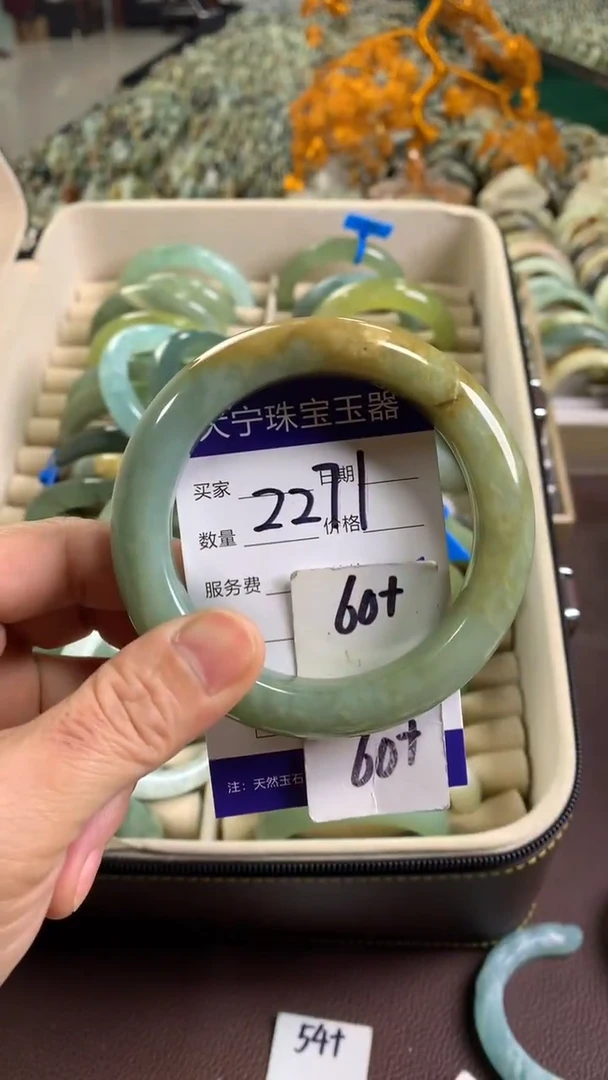 天宁珠宝玉器
买家 日期
2271
数量 价格
服务费
60+
60+
注：天然玉石
54+